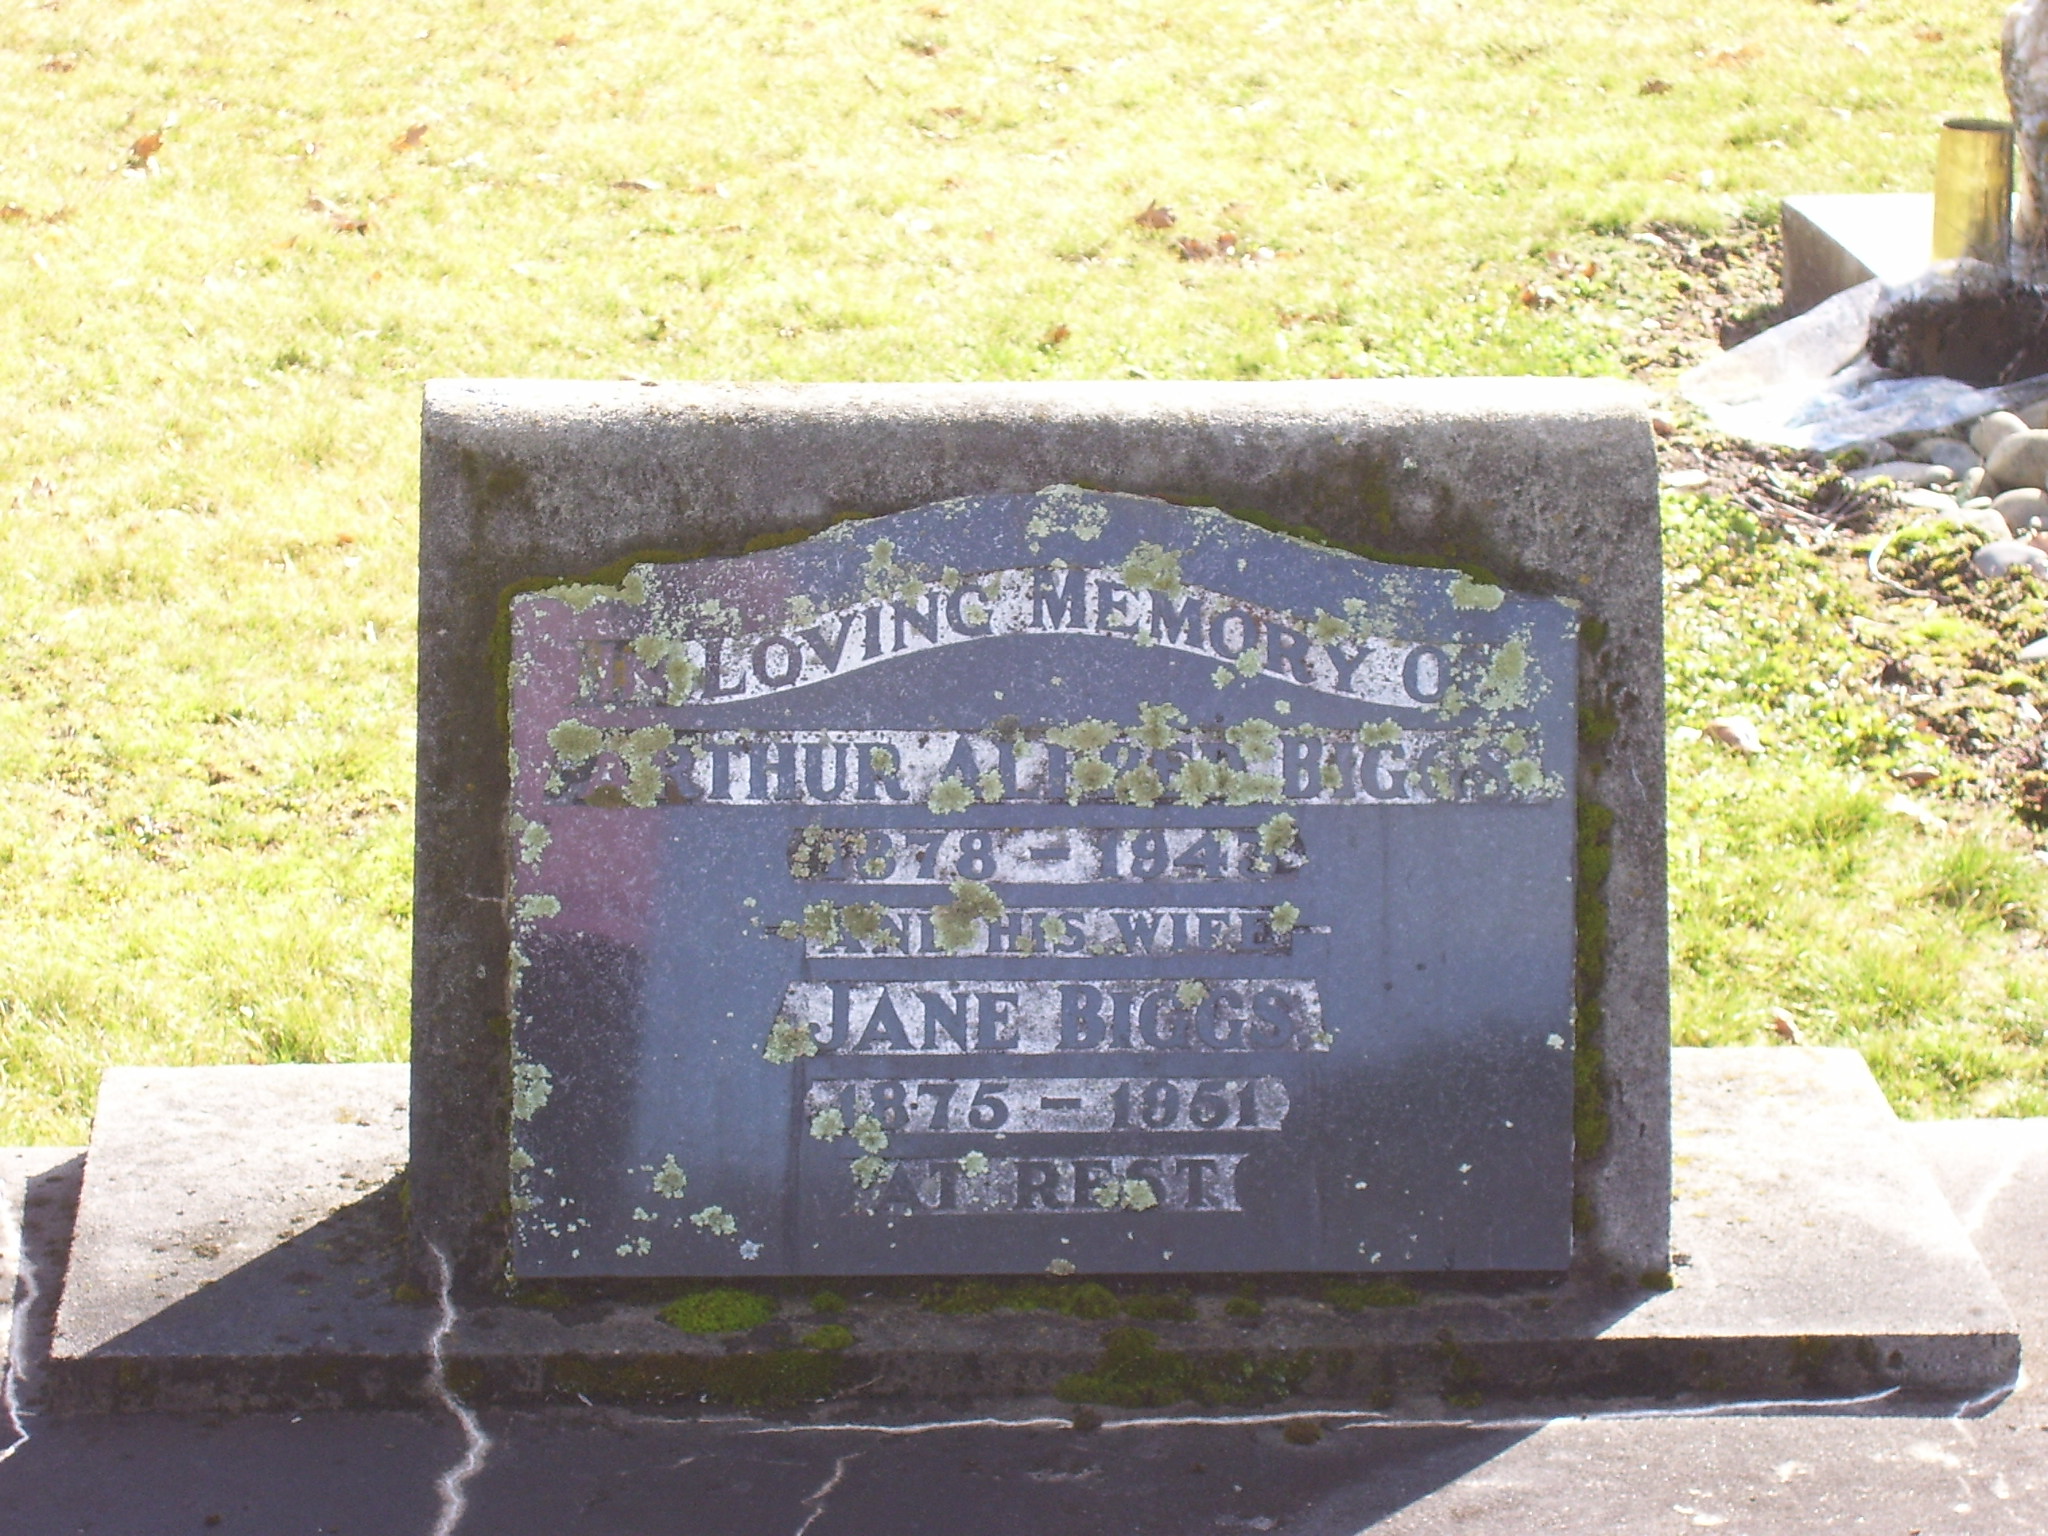 IN LOVING MEMORY OF
ARTHUR ALFRED BIGGS
1878 -
AND HIS WIFE
JANE BIGGS
1875 - 1951
AT REST